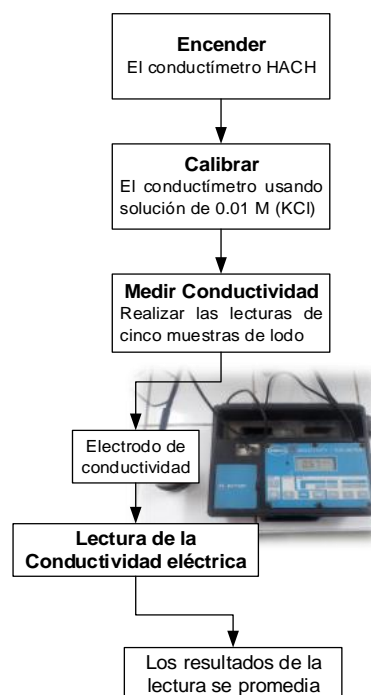 Encender
El conductímetro HACH
Calibrar
El conductímetro usando
solución de 0.01 M (KCl)
Medir Conductividad
Realizar las lecturas de
cinco muestras de lodo
Electrodo de
conductividad
Lectura de la
Conductividad eléctrica
Los resultados de la
lectura se promedia